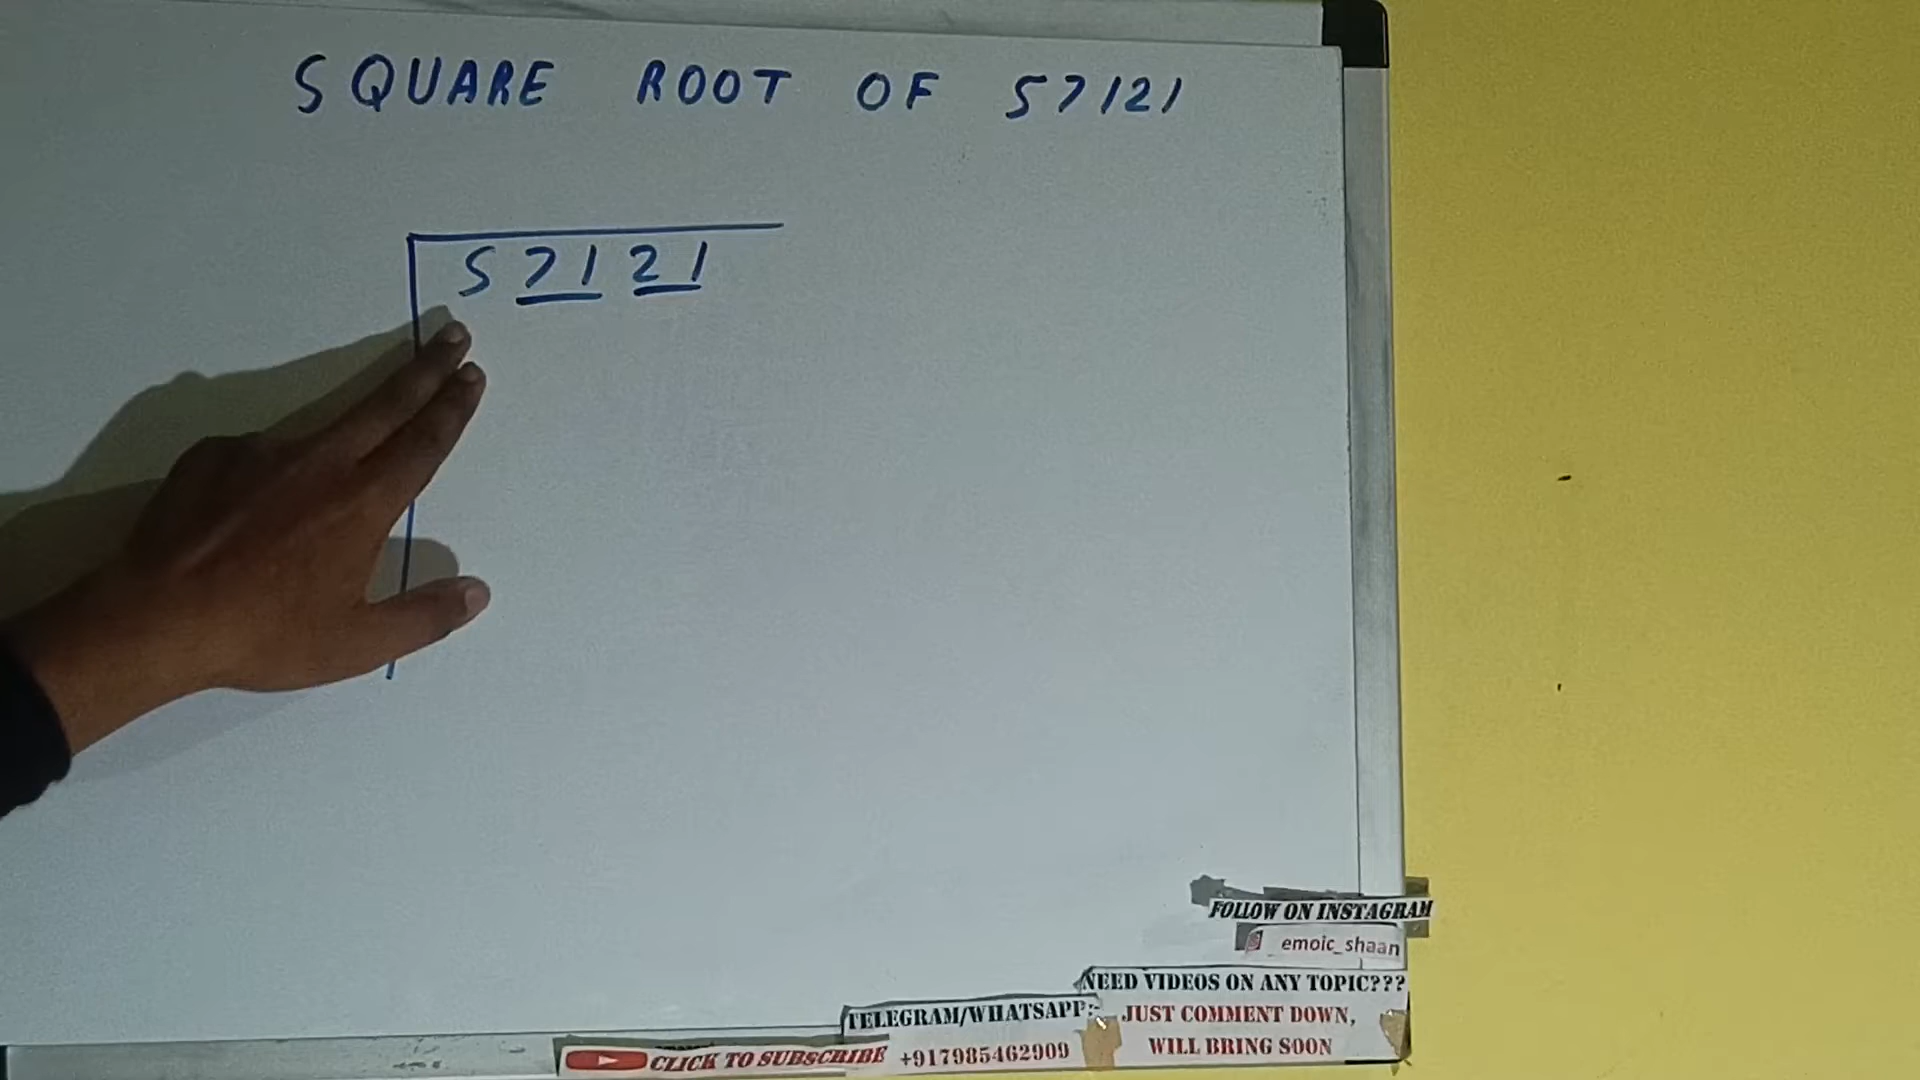 SQUARE ROOT OF 57121
57121
FOLLOW ON INSTAGRAM
emoic_shaan
NEED VIDEOS ON ANY TOPIC???
TELEGRAM/WHATSAPP:- JUST COMMENT DOWN,
CLICK TO SUBSCRIBE +917985462909 WILL BRING SOON